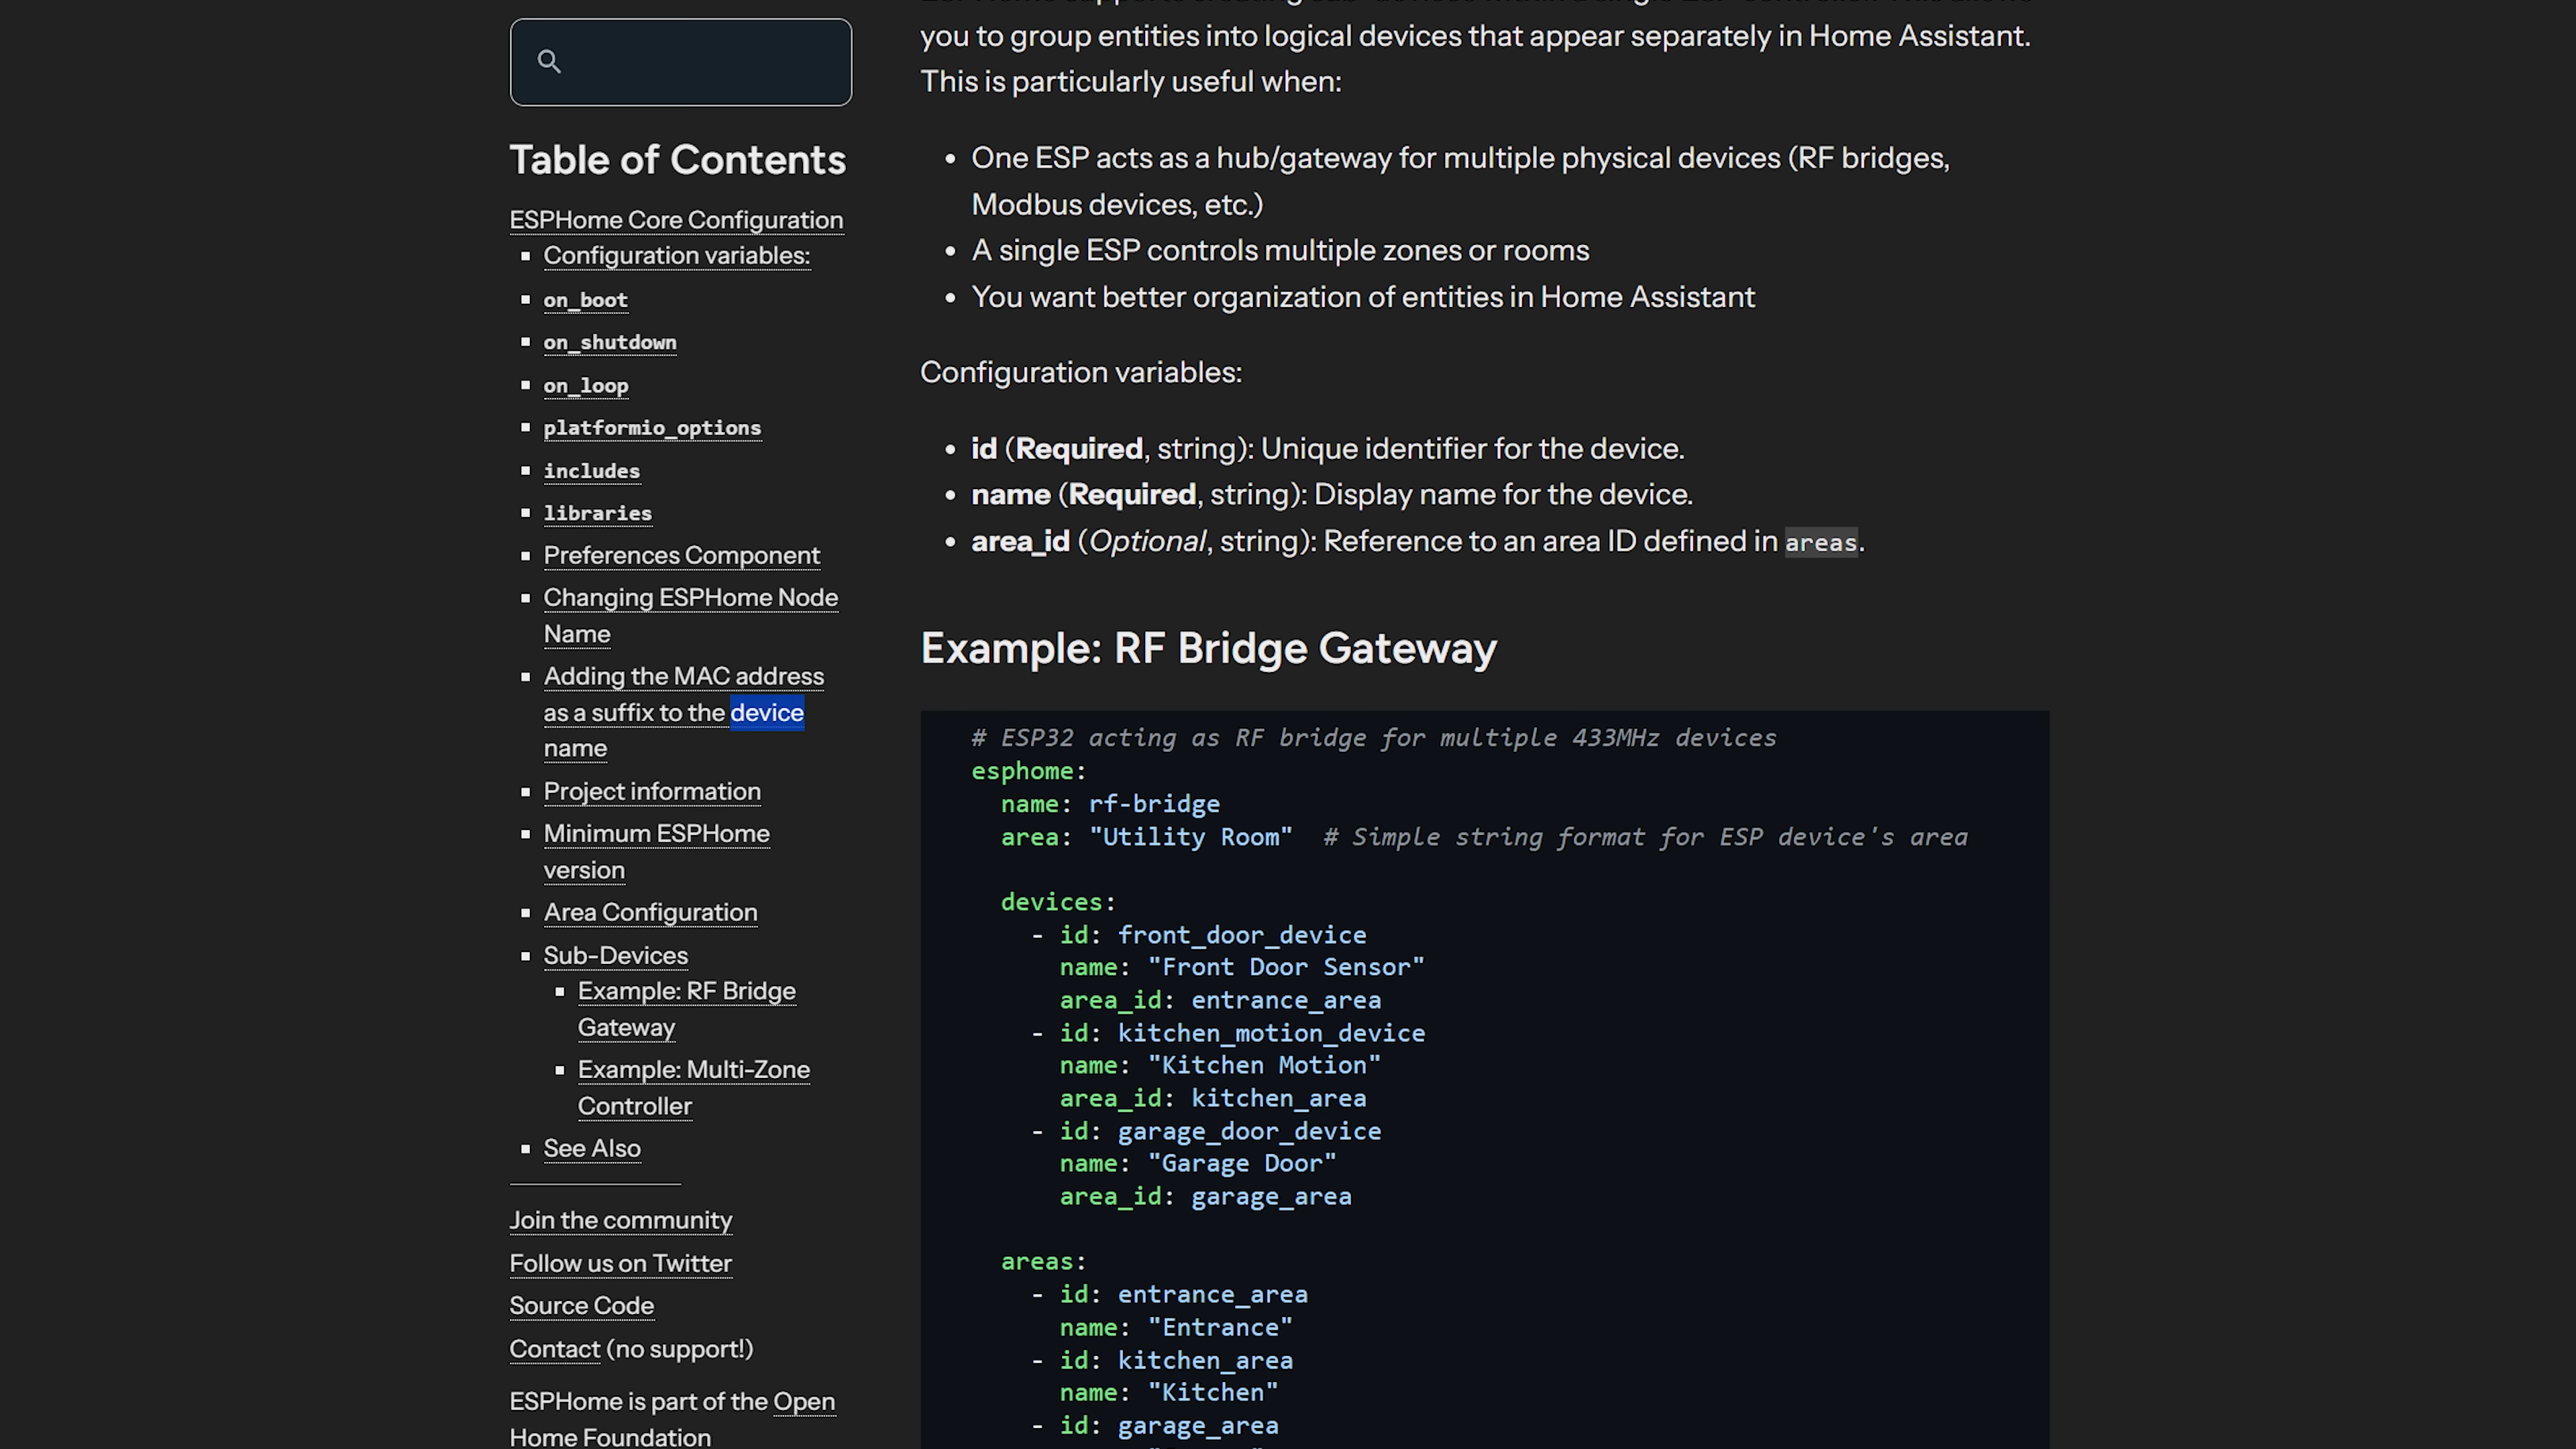 Table of Contents
ESPHome Core Configuration
Configuration variables:
on_boot
on_shutdown
on_loop
platformio_options
includes
libraries
Preferences Component
Changing ESPHome Node
Name
Adding the MAC address
as a suffix to the device
name
Project information
Minimum ESPHome
version
Area Configuration
Sub-Devices
Example: RF Bridge
Gateway
Example: Multi-Zone
Controller
See Also
Join the community
Follow us on Twitter
Source Code
Contact (no support!)
ESPHome is part of the Open
Home Foundation
you to group entities into logical devices that appear separately in Home Assistant.
This is particularly useful when:
• One ESP acts as a hub/gateway for multiple physical devices (RF bridges,
Modbus devices, etc.)
• A single ESP controls multiple zones or rooms
• You want better organization of entities in Home Assistant
Configuration variables:
• id (Required, string): Unique identifier for the device.
• name (Required, string): Display name for the device.
• area_id (Optional, string): Reference to an area ID defined in areas.
Example: RF Bridge Gateway
# ESP32 acting as RF bridge for multiple 433MHz devices
esphome:
name: rf-bridge
area: "Utility Room" # Simple string format for ESP device's area
devices:
- id: front_door_device
name: "Front Door Sensor"
area_id: entrance_area
- id: kitchen_motion_device
name: "Kitchen Motion"
area_id: kitchen_area
- id: garage_door_device
name: "Garage Door"
area_id: garage_area
areas:
- id: entrance_area
name: "Entrance"
- id: kitchen_area
name: "Kitchen"
- id: garage_area